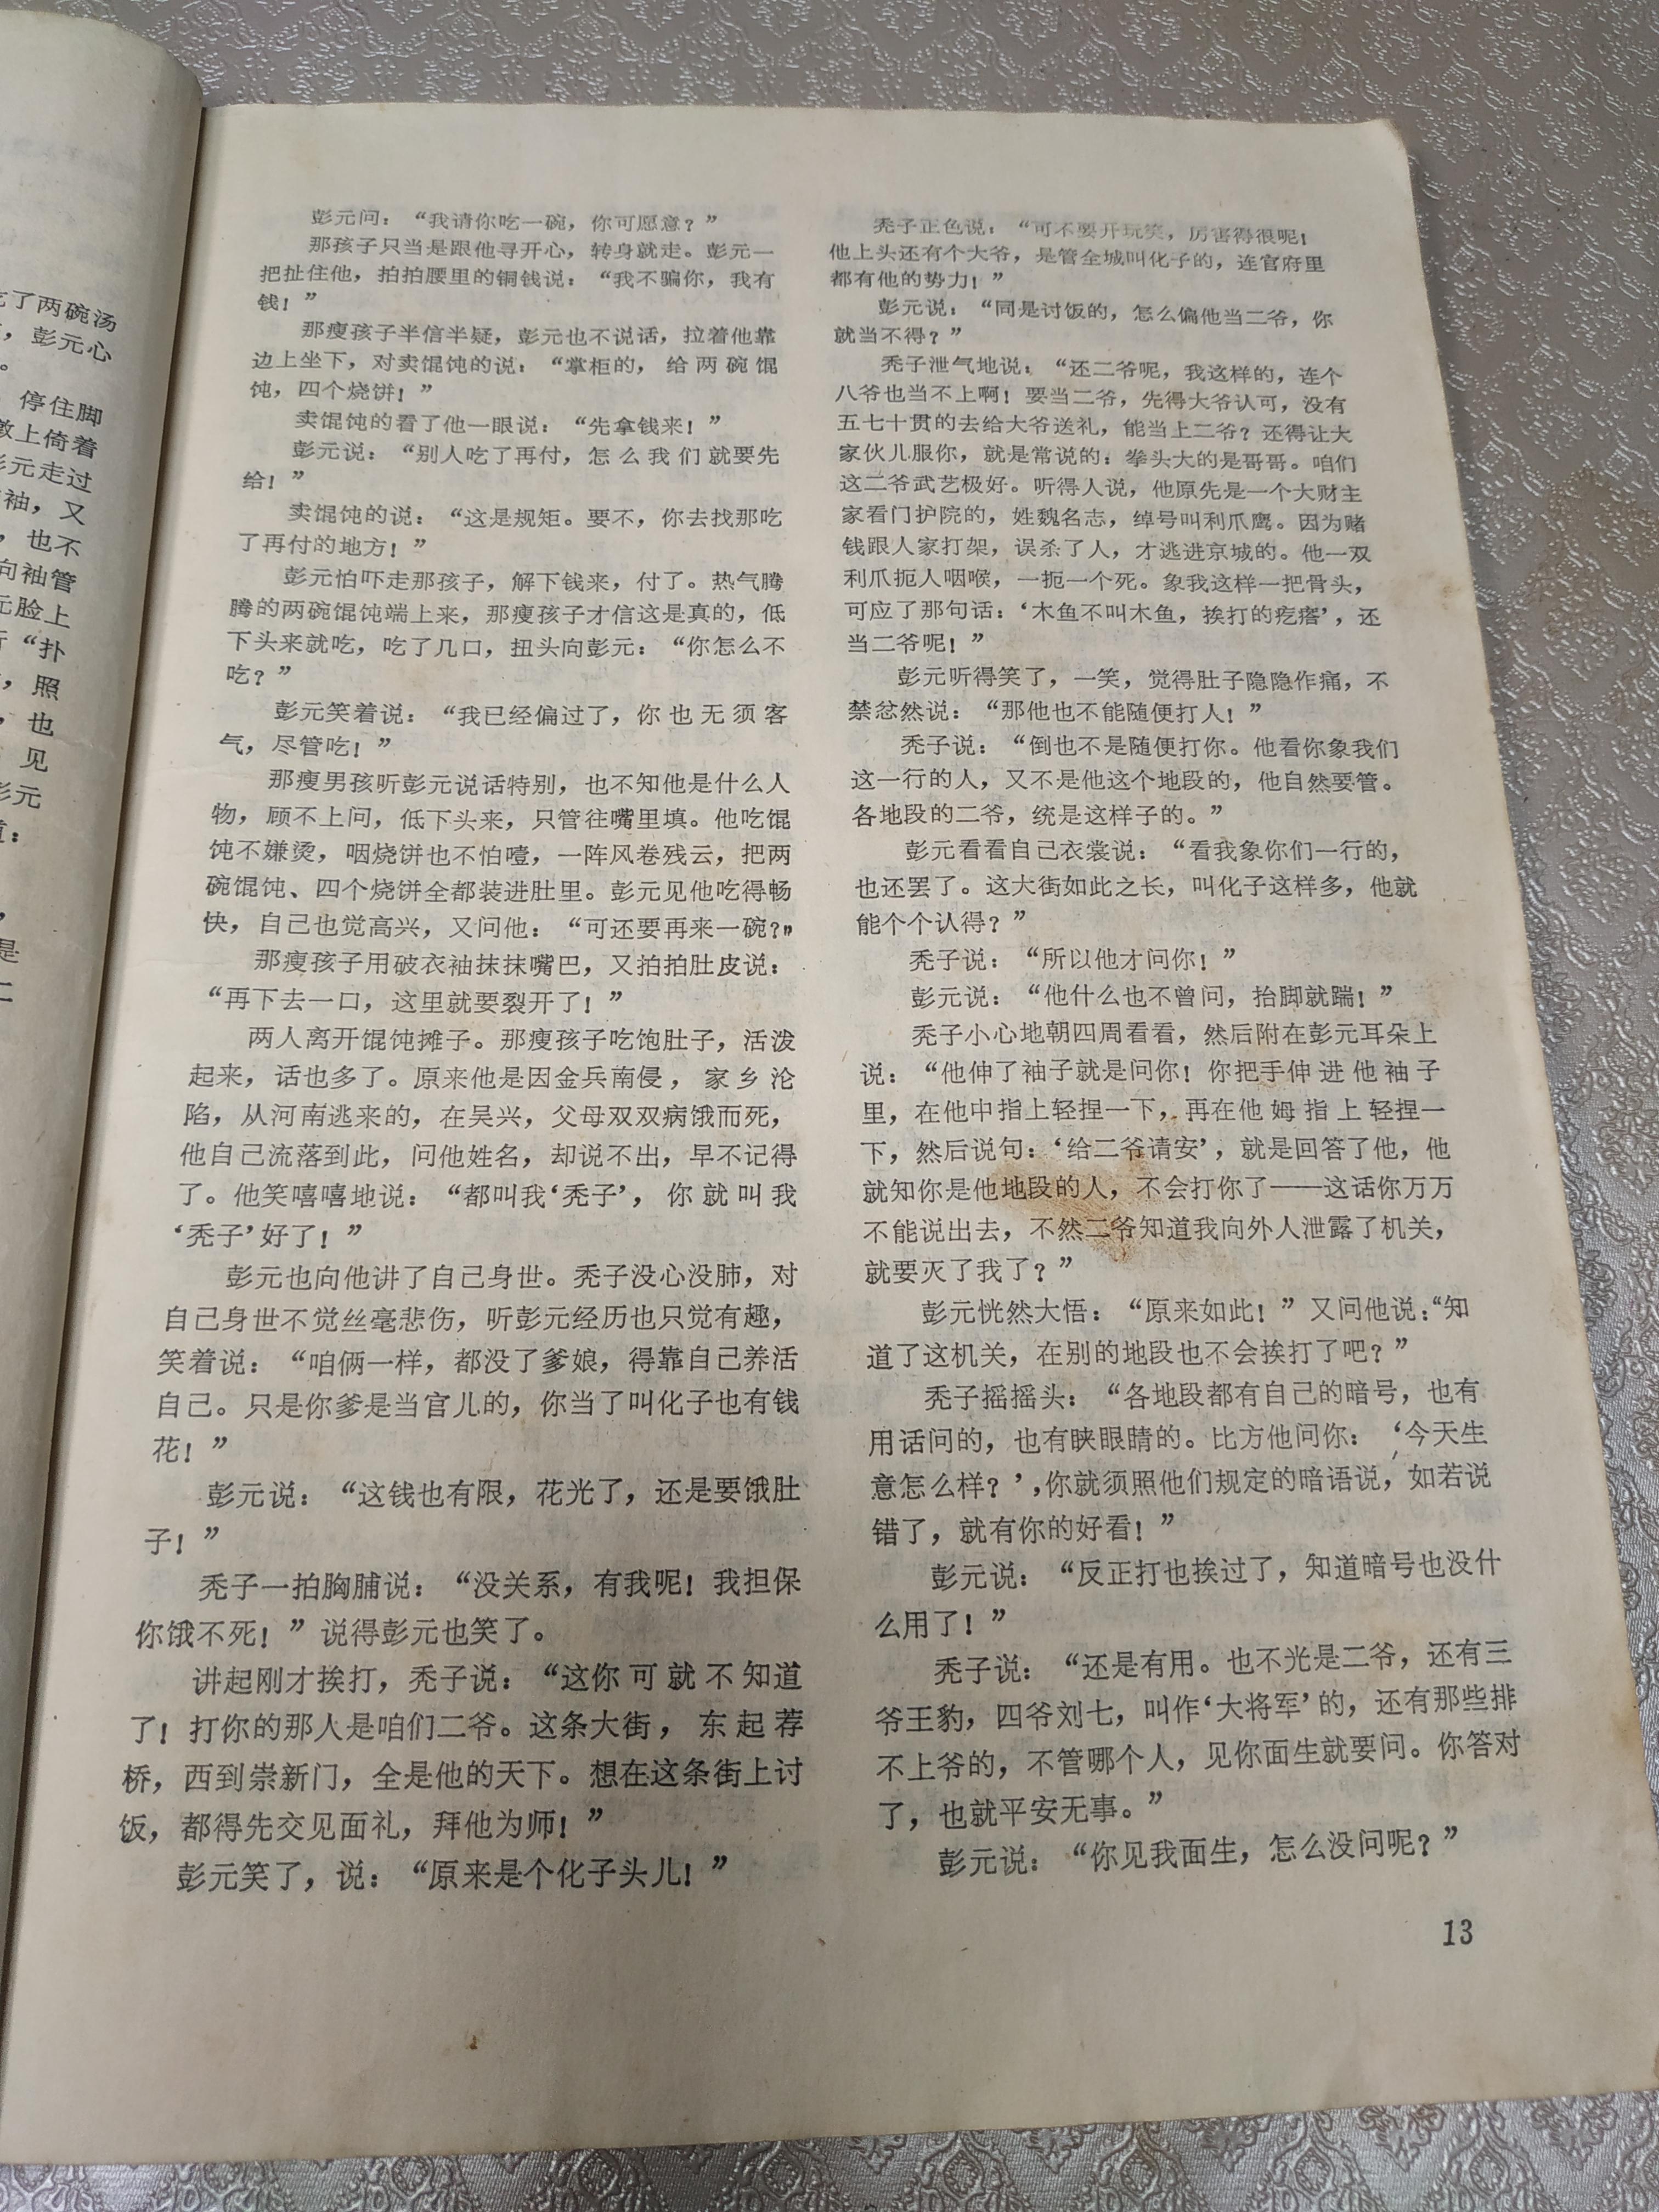 了两碗汤
，彭元心
。
停住脚
上倚着
元走过
袖，又
，也不
向袖管
元脸上
“扑
，照
，也
见
彭元
：
，
是
彭元问：“我请你吃一碗，你可愿意？”
那孩子只当是跟他寻开心，转身就走。彭元一
把扯住他，拍拍腰里的铜钱说：“我不骗你，我有
钱！”
那瘦孩子半信半疑，彭元也不说话，拉着他靠
边上坐下，对卖馄饨的说：“掌柜的，给两碗馄
饨，四个烧饼！”
卖馄饨的看了他一眼说：“先拿钱来！”
彭元说：“别人吃了再付，怎么我们就要先
给！”
卖馄饨的说：“这是规矩。要不，你去找那吃
了再付的地方！”
彭元怕吓走那孩子，解下钱来，付了。热气腾
腾的两碗馄饨端上来，那瘦孩子才信这是真的，低
下头来就吃，吃了几口，扭头向彭元：“你怎么不
吃？”
彭元笑着说：“我已经偏过了，你也无须客
气，尽管吃！”
那瘦男孩听彭元说话特别，也不知他是什么人
物，顾不上问，低下头来，只管往嘴里填。他吃馄
饨不嫌烫，咽烧饼也不怕噎，一阵风卷残云，把两
碗馄饨、四个烧饼全都装进肚里。彭元见他吃得畅
快，自己也觉高兴，又问他：“可还要再来一碗？”
那瘦孩子用破衣袖抹抹嘴巴，又拍拍肚皮说：
“再下去一口，这里就要裂开了！”
两人离开馄饨摊子。那瘦孩子吃饱肚子，活泼
起来，话也多了。原来他是因金兵南侵，家乡沦
陷，从河南逃来的，在吴兴，父母双双病饿而死，
他自己流落到此，问他姓名，却说不出，早不记得
了。他笑嘻嘻地说：“都叫我‘秃子’，你就叫我
‘秃子’好了！”
彭元也向他讲了自己身世。秃子没心没肺，对
自己身世不觉丝毫悲伤，听彭元经历也只觉有趣，
笑着说：“咱俩一样，都没了爹娘，得靠自己养活
自己。只是你爹是当官儿的，你当了叫化子也有钱
花！”
彭元说：“这钱也有限，花光了，还是要饿肚
子！”
秃子一拍胸脯说：“没关系，有我呢！我担保
你饿不死！”说得彭元也笑了。
讲起刚才挨打，秃子说：“这你可就不知道
了！打你的那人是咱们二爷。这条大街，东起荐
桥，西到崇新门，全是他的天下。想在这条街上讨
饭，都得先交见面礼，拜他为师！”
彭元笑了，说：“原来是个化子头儿！”
秃子正色说：“可不要开玩笑，厉害得很呢！
他上头还有个大爷，是管全城叫化子的，连官府里
都有他的势力！”
彭元说：“同是讨饭的，怎么偏他当二爷，你
就当不得？”
秃子泄气地说：“还二爷呢，我这样的，连个
八爷也当不上啊！要当二爷，先得大爷认可，没有
五七十贯的去给大爷送礼，能当上二爷？还得让大
家伙儿服你，就是常说的：拳头大的是哥哥。咱们
这二爷武艺极好。听得人说，他原先是一个大财主
家看门护院的，姓魏名志，绰号叫利爪鹰。因为赌
钱跟人家打架，误杀了人，才逃进京城的。他一双
利爪扼人咽喉，一扼一个死。象我这样一把骨头，
可应了那句话：‘木鱼不叫木鱼，挨打的疙瘩’，还
当二爷呢！”
彭元听得笑了，一笑，觉得肚子隐隐作痛，不
禁忿然说：“那他也不能随便打人！”
秃子说：“倒也不是随便打你。他看你象我们
这一行的人，又不是他这个地段的，他自然要管。
各地段的二爷，统是这样子的。”
彭元看看自己衣裳说：“看我象你们一行的，
也还罢了。这大街如此之长，叫化子这样多，他就
能个个认得？”
秃子说：“所以他才问你！”
彭元说：“他什么也不曾问，抬脚就踹！”
秃子小心地朝四周看看，然后附在彭元耳朵上
说：“他伸了袖子就是问你！你把手伸进他袖子
里，在他中指上轻捏一下，再在他姆指上轻捏一
下，然后说句：‘给二爷请安’，就是回答了他，他
就知你是他地段的人，不会打你了——这话你万万
不能说出去，不然二爷知道我向外人泄露了机关，
就要灭了我了？”
彭元恍然大悟：“原来如此！”又问他说：“知
道了这机关，在别的地段也不会挨打了吧？”
秃子摇摇头：“各地段都有自己的暗号，也有
用话问的，也有䀹眼睛的。比方他问你：‘今天生
意怎么样？’，你就须照他们规定的暗语说，如若说
错了，就有你的好看！”
彭元说：“反正打也挨过了，知道暗号也没什
么用了！”
秃子说：“还是有用。也不光是二爷，还有三
爷王豹，四爷刘七，叫作‘大将军’的，还有那些排
不上爷的，不管哪个人，见你面生就要问。你答对
了，也就平安无事。”
彭元说：“你见我面生，怎么没问呢？”
13